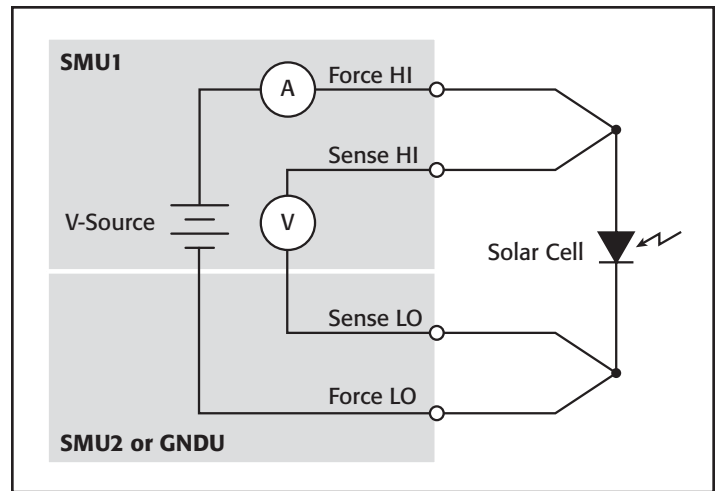 SMU1
A
Force HI
Sense HI
V-Source
V
Solar Cell
Sense LO
Force LO
SMU2 or GNDU